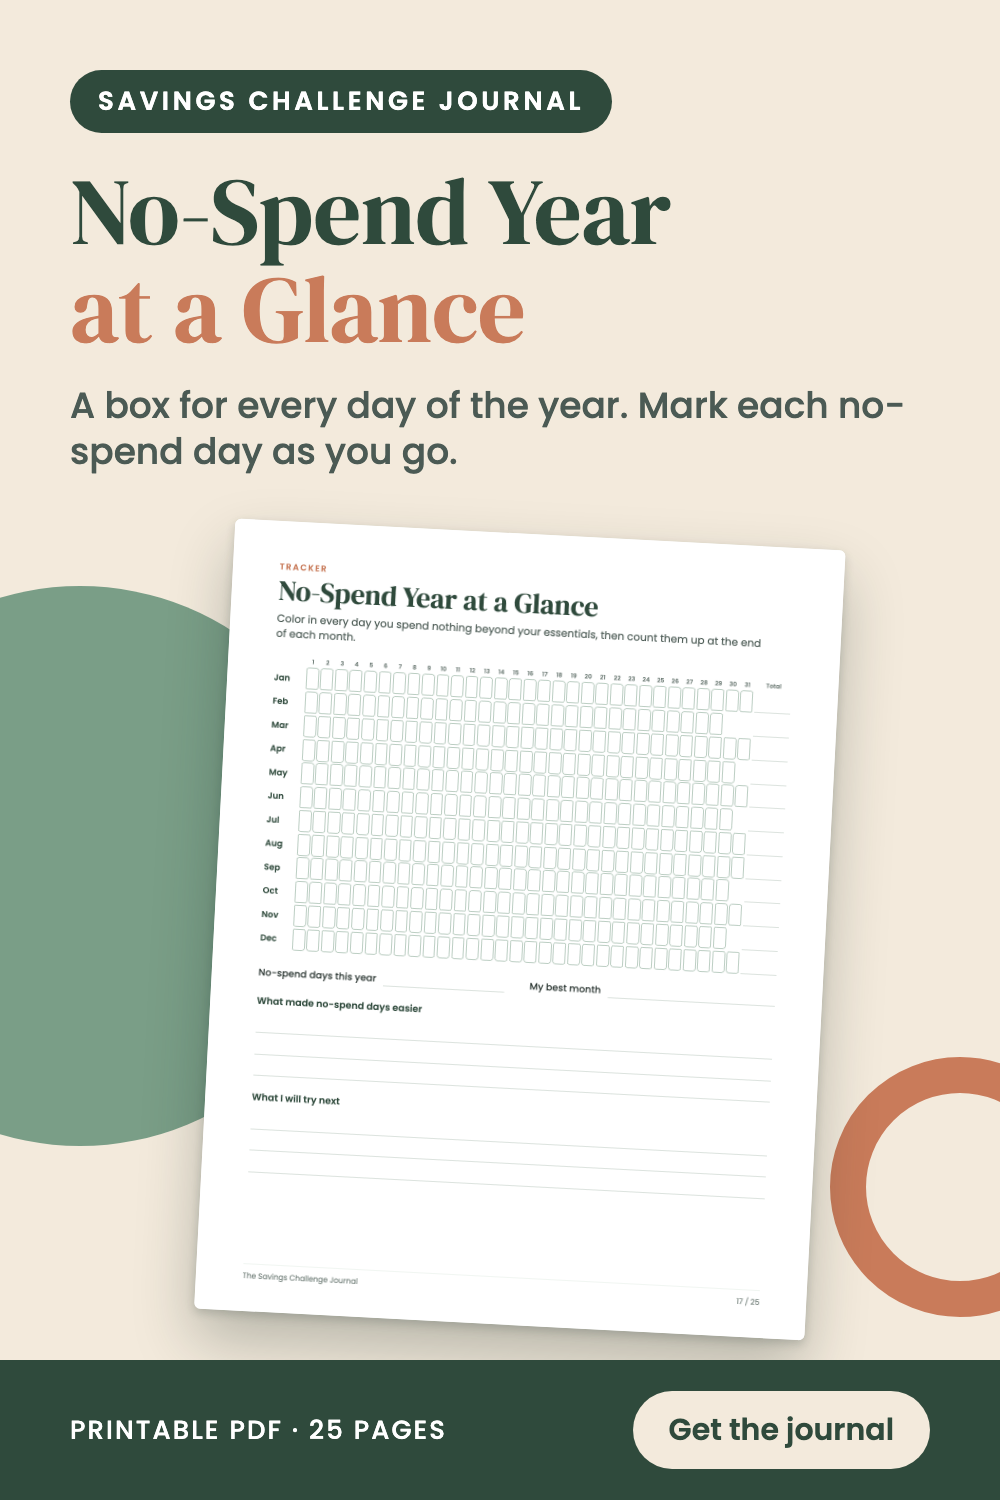 SAVINGS CHALLENGE JOURNAL
No-Spend Year
at a Glance
A box for every day of the year. Mark each no-
spend day as you go.
TRACKER
No-Spend Year at a Glance
Color in every day you spend nothing beyond your essentials, then count them up at the end
of each month.
1 2 3 4 5 6 7 8 9 10 11 12 13 14 15 16 17 18 19 20 21 22 23 24 25 26 27 28 29 30 31 Total
Jan
Feb
Mar
Apr
May
Jun
Jul
Aug
Sep
Oct
Nov
Dec
No-spend days this year My best month
What made no-spend days easier
What I will try next
The Savings Challenge Journal 17 / 25
PRINTABLE PDF · 25 PAGES Get the journal